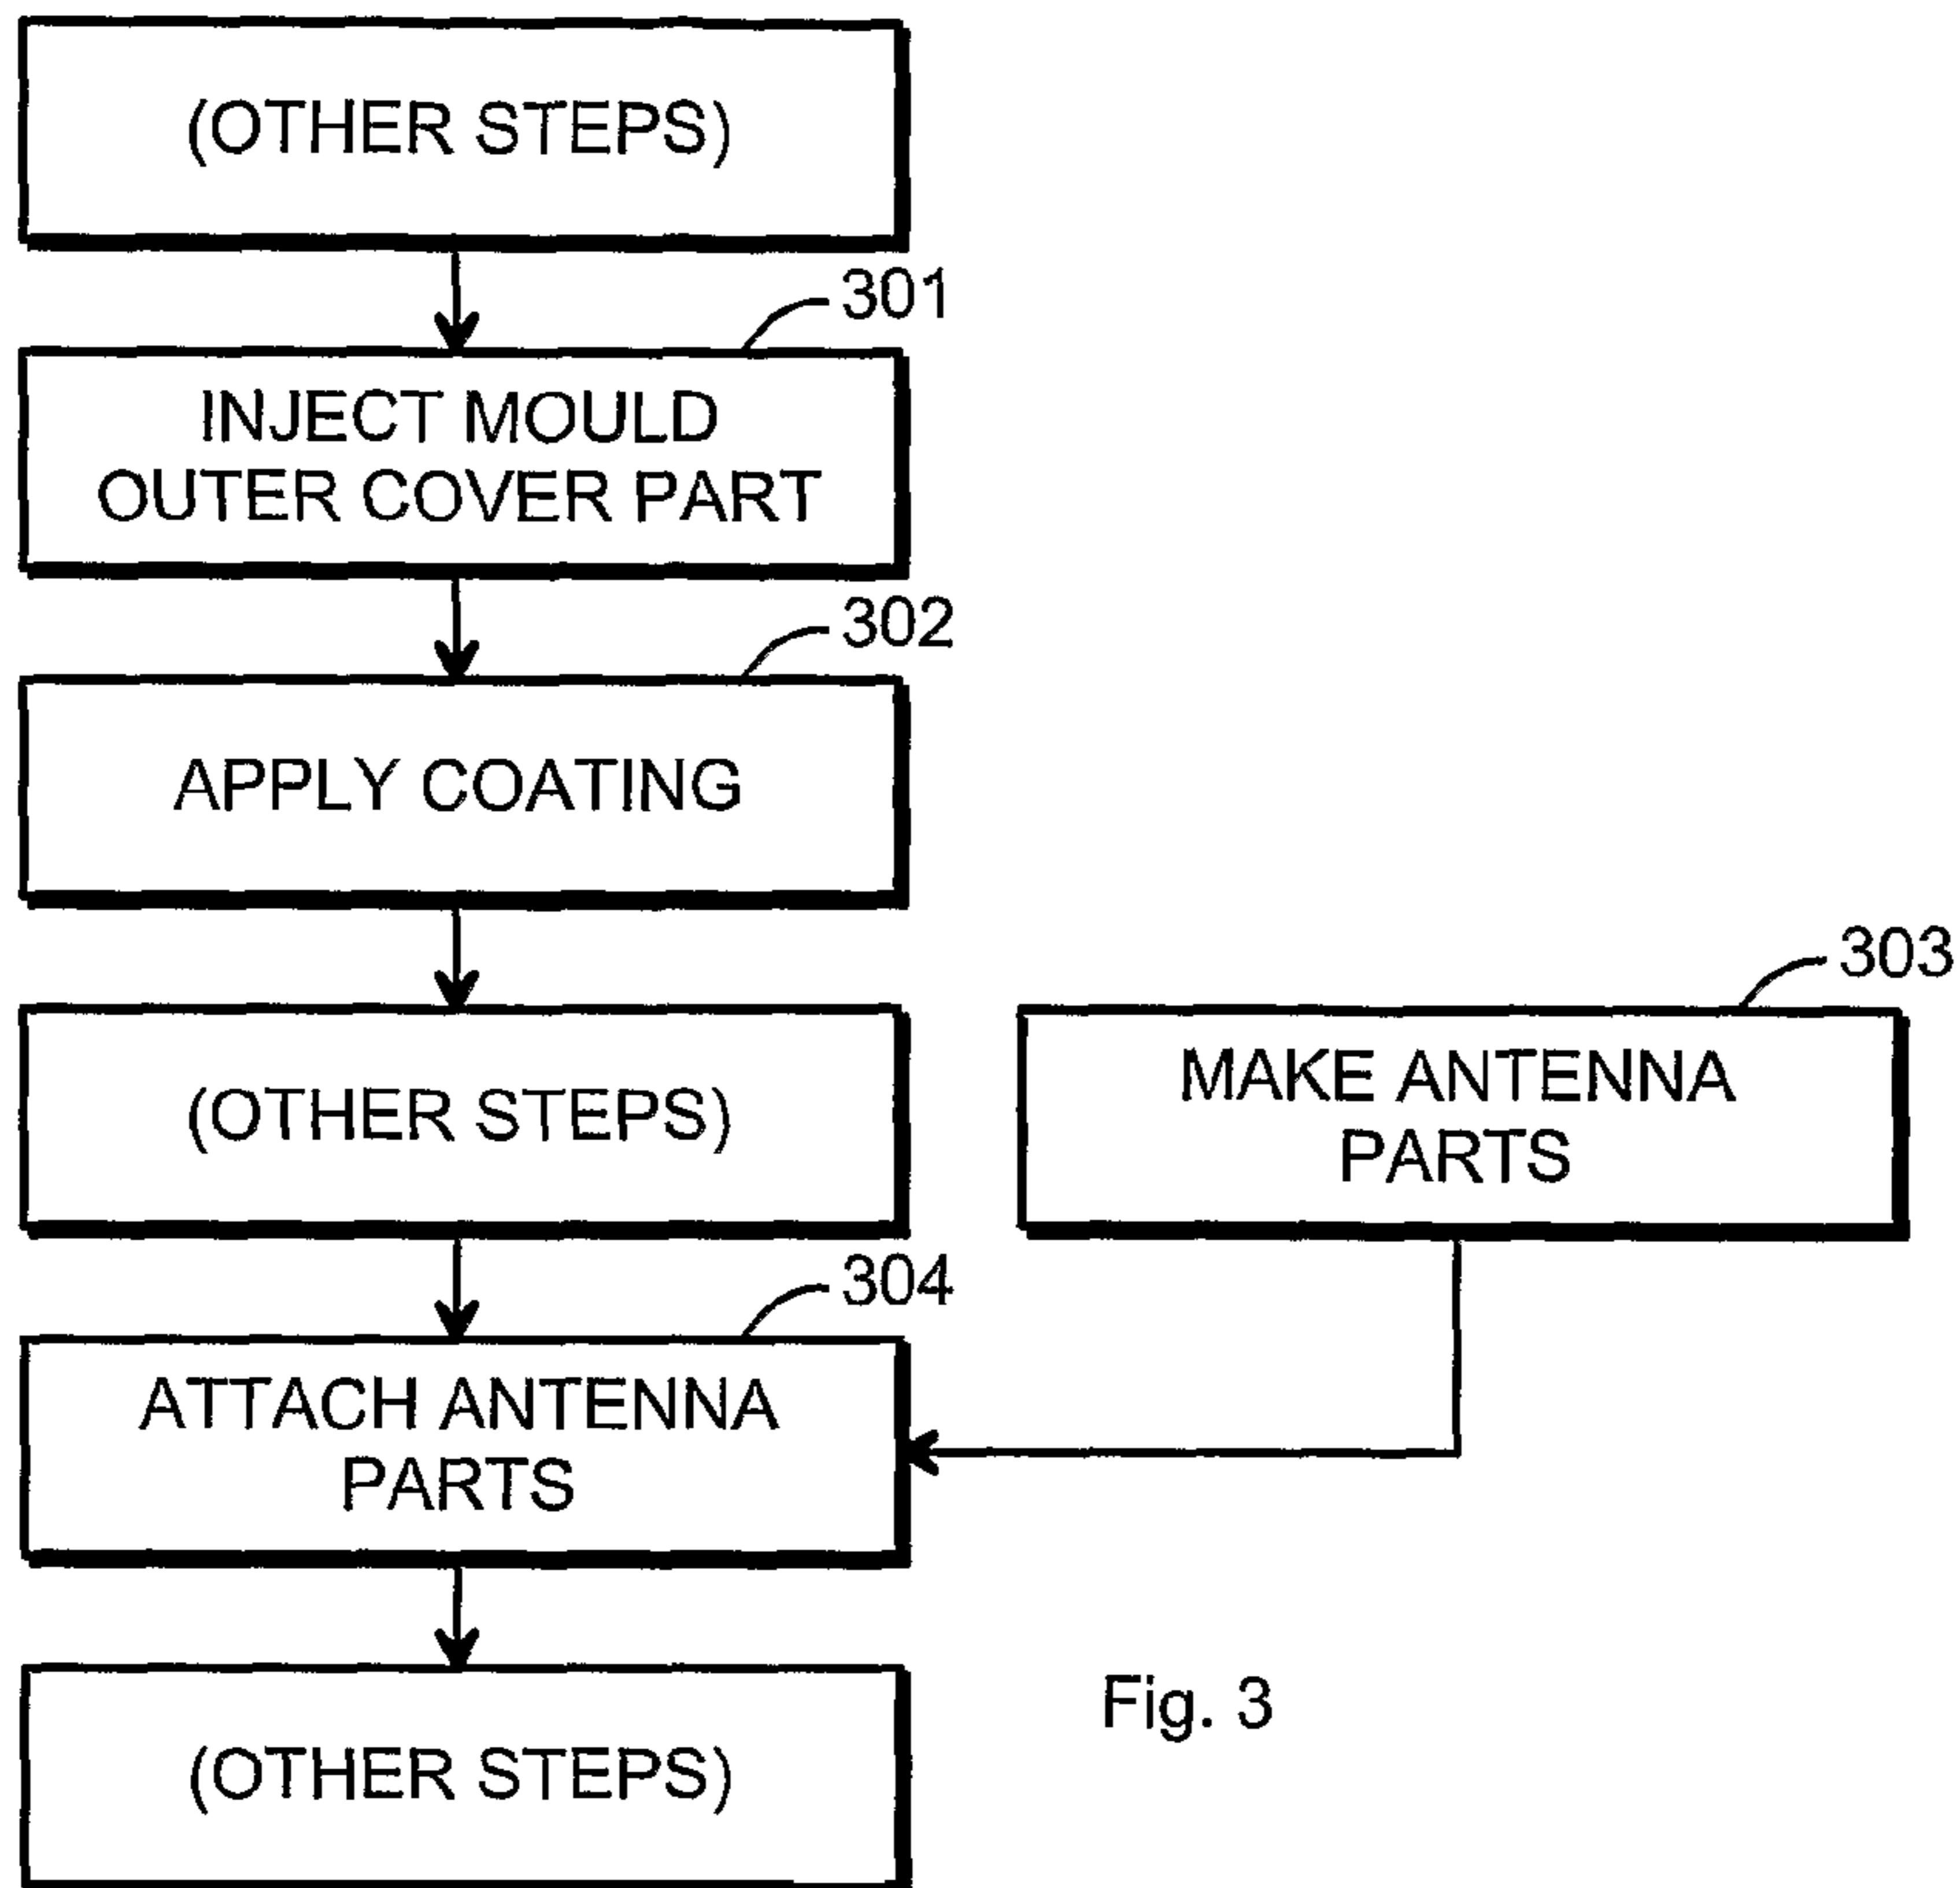 (OTHER STEPS)
301
INJECT MOULD
OUTER COVER PART
302
APPLY COATING
303
(OTHER STEPS)
MAKE ANTENNA
PARTS
304
ATTACH ANTENNA
PARTS
Fig. 3
(OTHER STEPS)